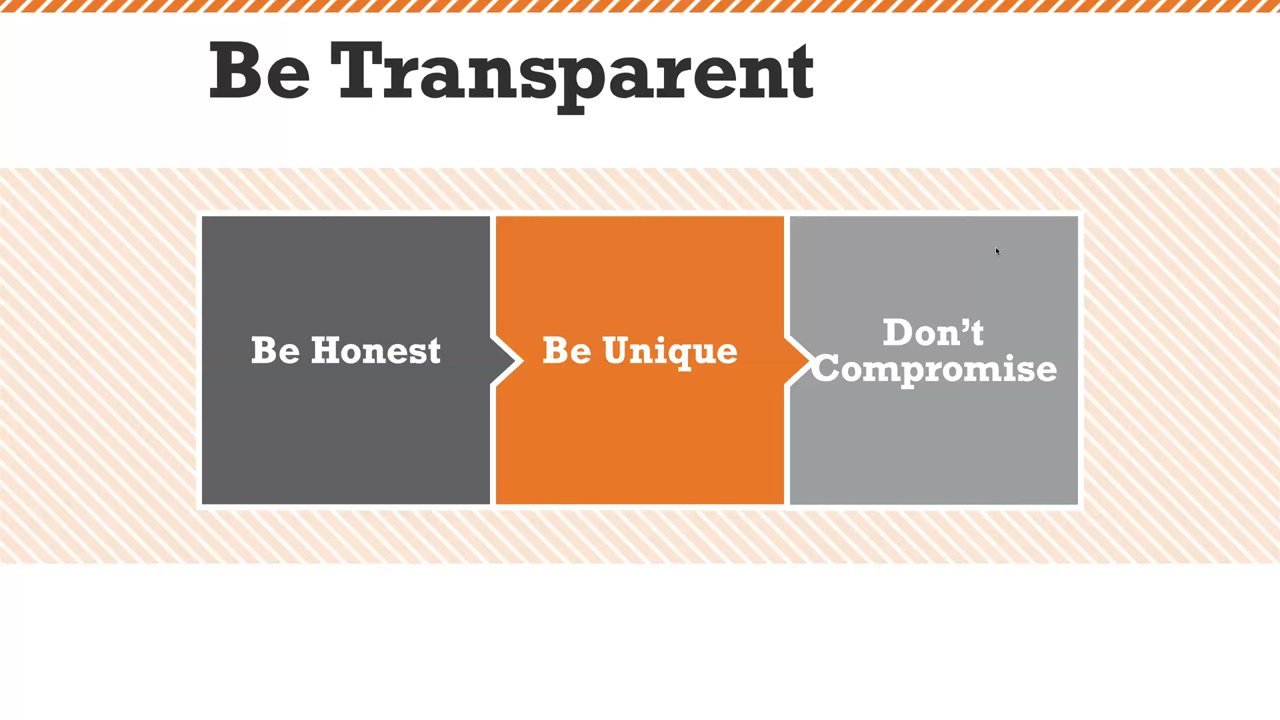 Be Transparent
Be Honest
Be Unique
Don’t
Compromise